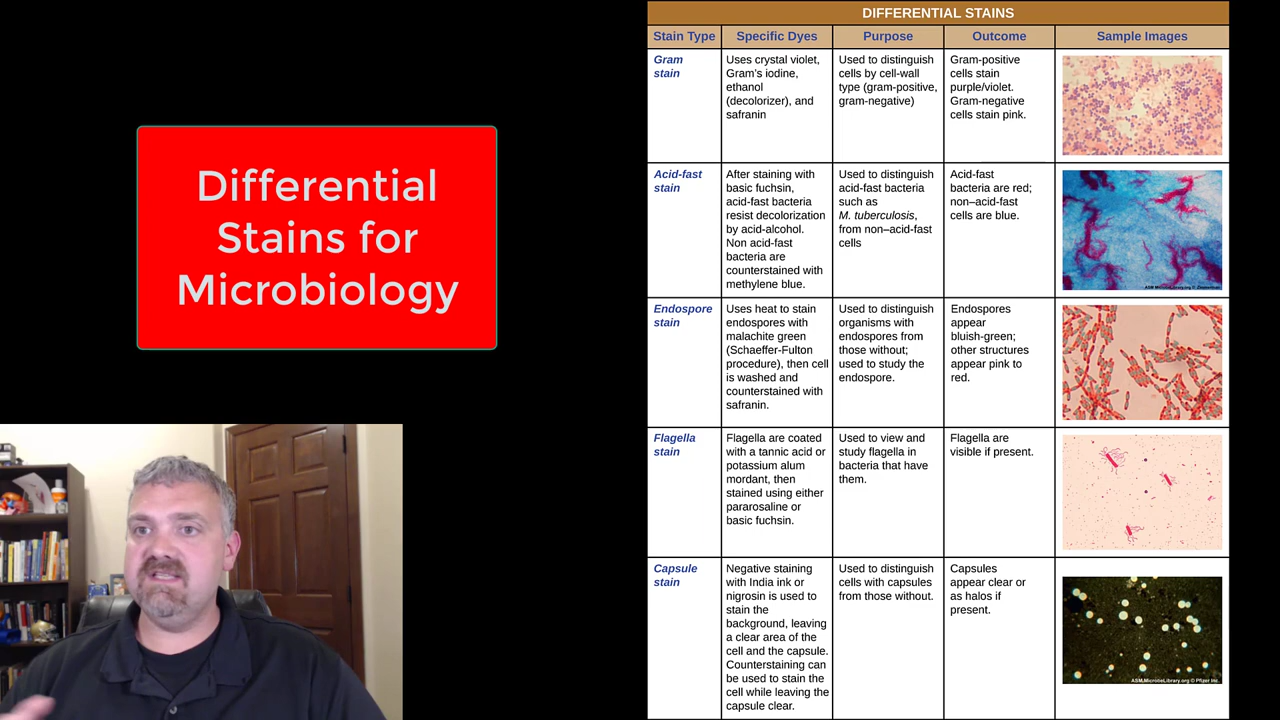 Differential
Stains for
Microbiology
DIFFERENTIAL STAINS
Stain Type
Specific Dyes
Purpose
Outcome
Sample Images
Gram
stain
Uses crystal violet,
Gram's iodine,
ethanol
(decolorizer), and
safranin
Used to distinguish
cells by cell-wall
type (gram-positive,
gram-negative)
Gram-positive
cells stain
purple/violet.
Gram-negative
cells stain pink.
Acid-fast
stain
After staining with
basic fuchsin,
acid-fast bacteria
resist decolorization
by acid-alcohol.
Non acid-fast
bacteria are
counterstained with
methylene blue.
Used to distinguish
acid-fast bacteria
such as
M. tuberculosis,
from non–acid-fast
cells
Acid-fast
bacteria are red;
non–acid-fast
cells are blue.
Endospore
stain
Uses heat to stain
endospores with
malachite green
(Schaeffer-Fulton
procedure), then cell
is washed and
counterstained with
safranin.
Used to distinguish
organisms with
endospores from
those without;
used to study the
endospore.
Endospores
appear
bluish-green;
other structures
appear pink to
red.
Flagella
stain
Flagella are coated
with a tannic acid or
potassium alum
mordant, then
stained using either
pararosaline or
basic fuchsin.
Used to view and
study flagella in
bacteria that have
them.
Flagella are
visible if present.
Capsule
stain
Negative staining
with India ink or
nigrosin is used to
stain the
background, leaving
a clear area of the
cell and the capsule.
Counterstaining can
be used to stain the
cell while leaving the
capsule clear.
Used to distinguish
cells with capsules
from those without.
Capsules
appear clear or
as halos if
present.
ASM MicrobeLibrary.org © Pfizer Inc.